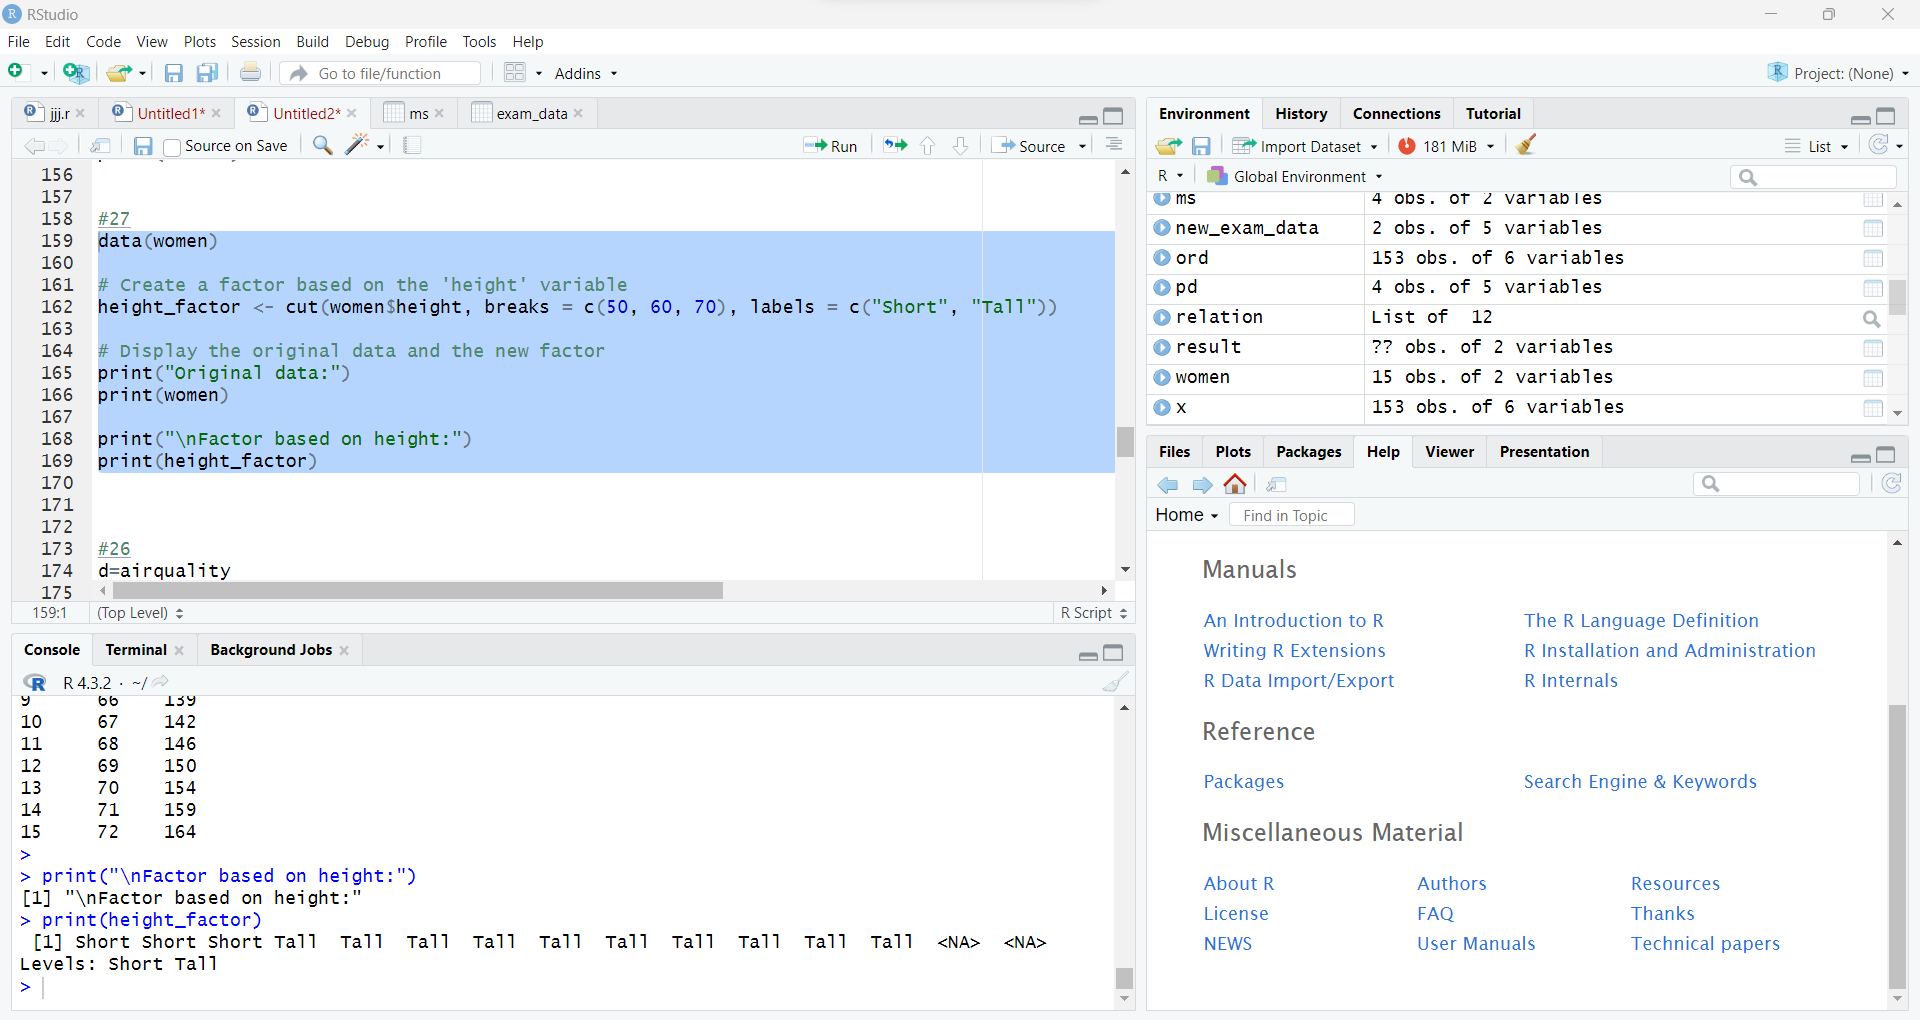 RStudio
File Edit Code View Plots Session Build Debug Profile Tools Help
Go to file/function Addins Project: (None)
jjj.r Untitled1* Untitled2* ms exam_data
Source on Save Run Source
156
157
158 #27
159 data(women)
160
161 # Create a factor based on the 'height' variable
162 height_factor <- cut(women$height, breaks = c(50, 60, 70), labels = c("Short", "Tall"))
163
164 # Display the original data and the new factor
165 print("Original data:")
166 print(women)
167
168 print("\nFactor based on height:")
169 print(height_factor)
170
171
172
173 #26
174 d=airquality
175
159:1 (Top Level) R Script
Console Terminal Background Jobs
R 4.3.2 · ~/
9 66 139
10 67 142
11 68 146
12 69 150
13 70 154
14 71 159
15 72 164
>
> print("\nFactor based on height:")
[1] "\nFactor based on height:"
> print(height_factor)
[1] Short Short Short Tall Tall Tall Tall Tall Tall Tall Tall Tall Tall <NA> <NA>
Levels: Short Tall
>
Environment History Connections Tutorial
Import Dataset 181 MiB List
R Global Environment
ms 4 obs. of 2 variables
new_exam_data 2 obs. of 5 variables
ord 153 obs. of 6 variables
pd 4 obs. of 5 variables
relation List of 12
result ?? obs. of 2 variables
women 15 obs. of 2 variables
x 153 obs. of 6 variables
Files Plots Packages Help Viewer Presentation
Home Find in Topic
Manuals
An Introduction to R The R Language Definition
Writing R Extensions R Installation and Administration
R Data Import/Export R Internals
Reference
Packages Search Engine & Keywords
Miscellaneous Material
About R Authors Resources
License FAQ Thanks
NEWS User Manuals Technical papers